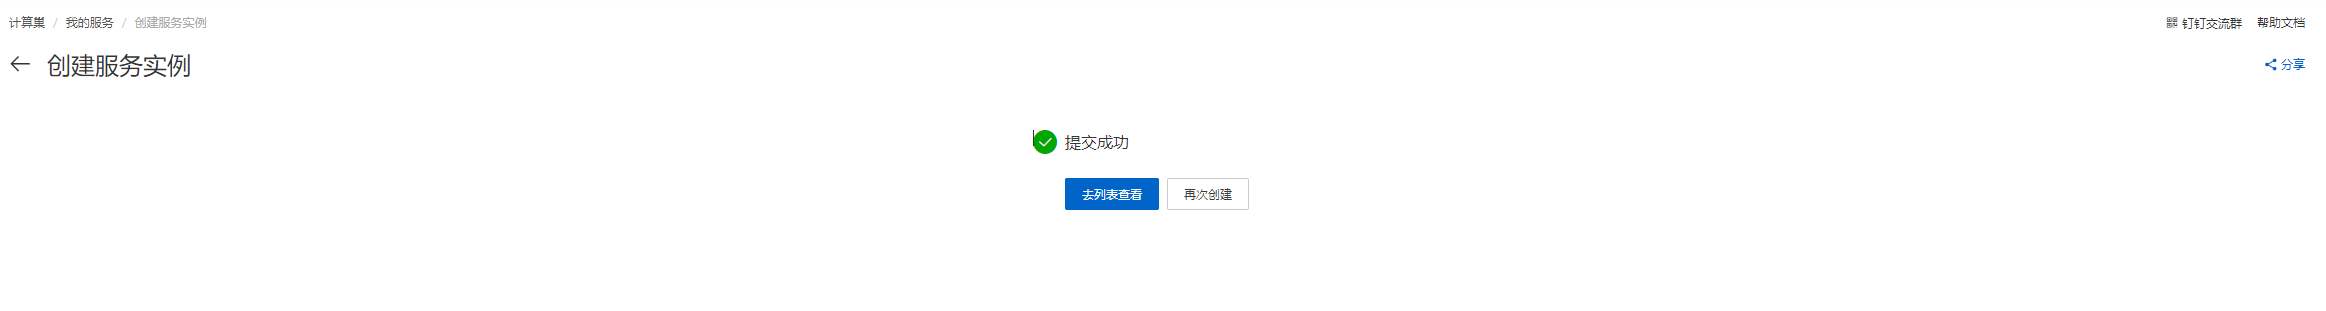 计算巢 / 我的服务 / 创建服务实例
钉钉交流群 帮助文档
创建服务实例
分享
提交成功
去列表查看 再次创建